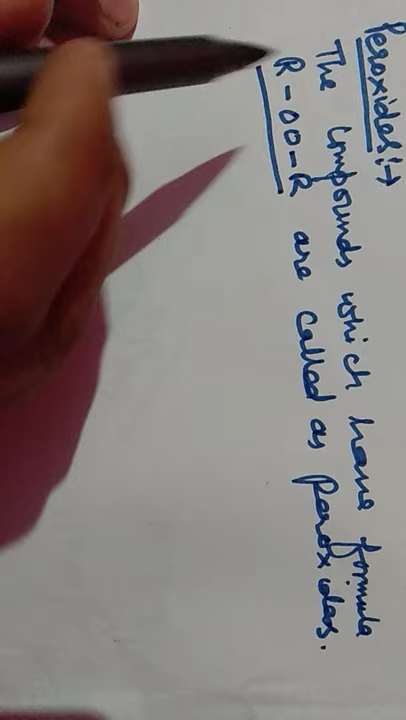 Peroxides:→
The compounds which have formula
R-OO-R are called as Peroxides.